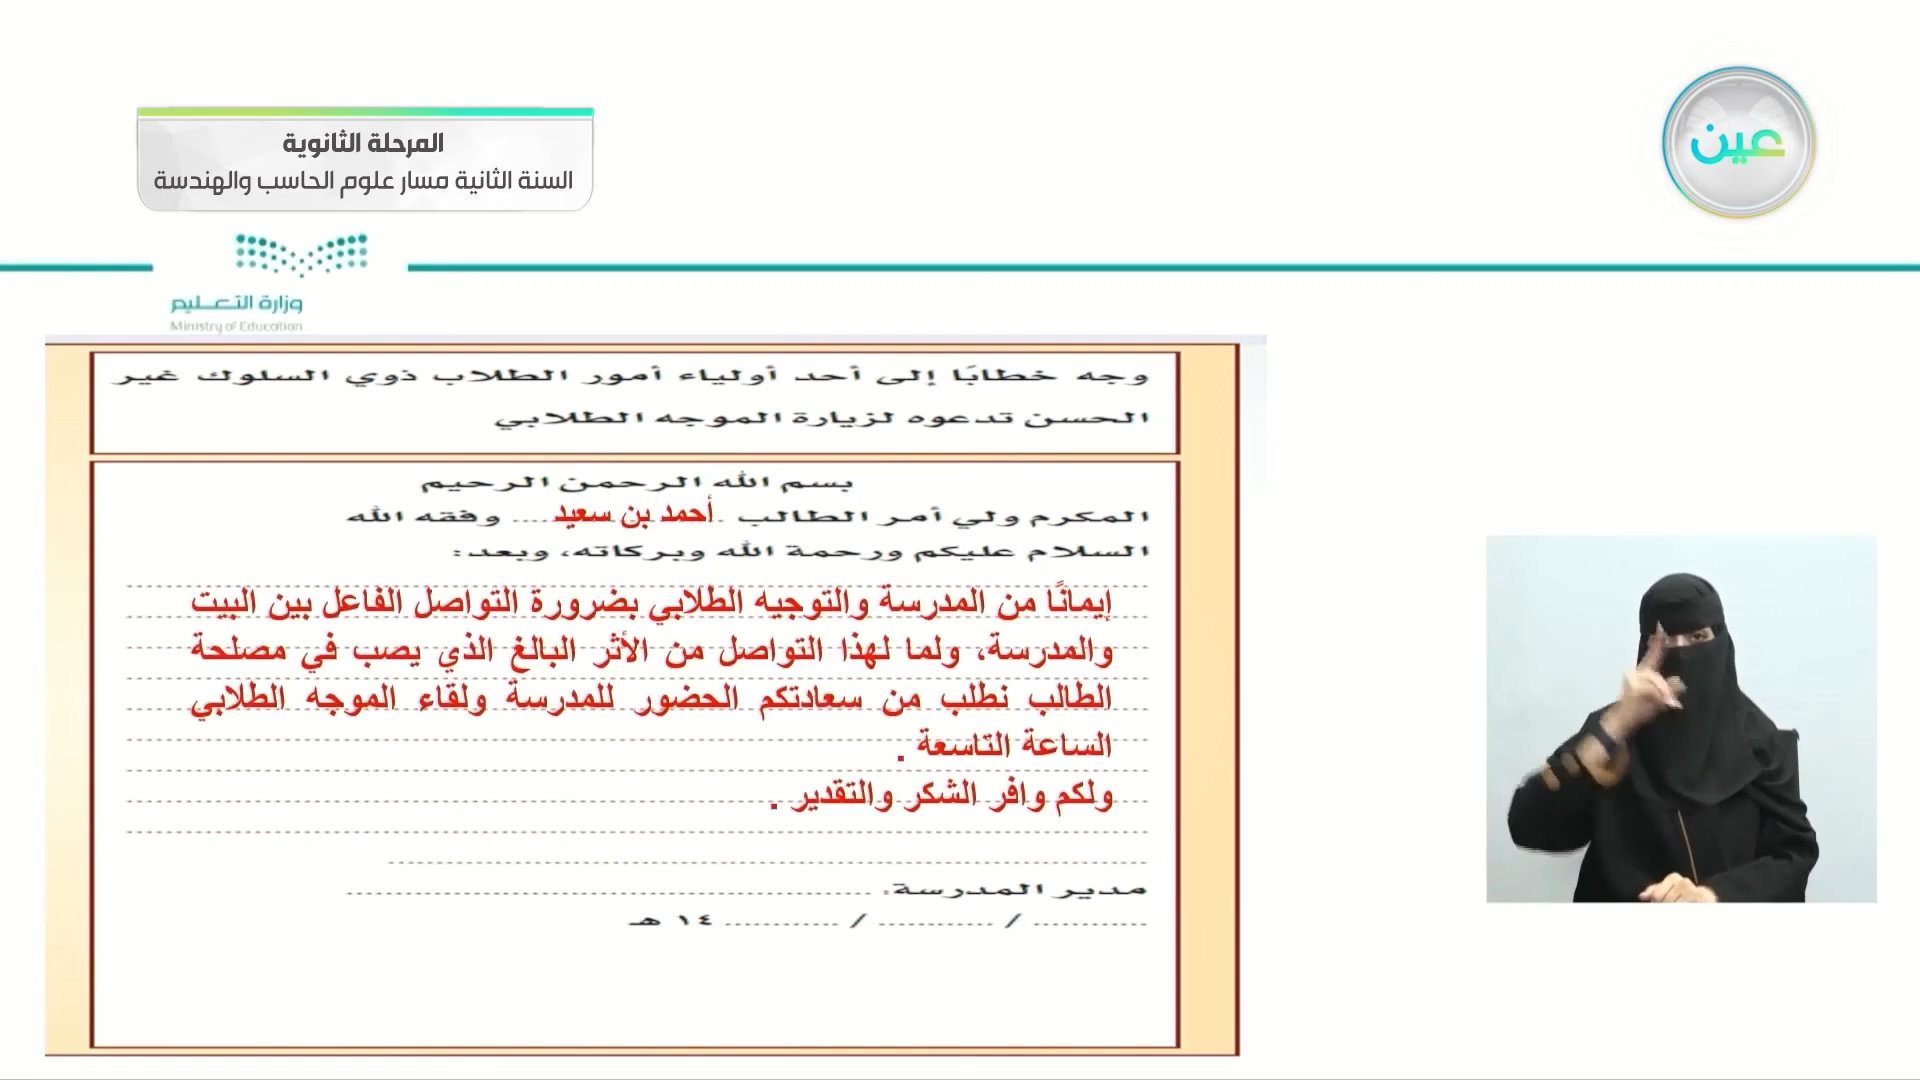 المرحلة الثانوية
السنة الثانية مسار علوم الحاسب والهندسة
عين
وزارة التعليم
Ministry of Education
وجه خطابًا إلى أحد أولياء أمور الطلاب ذوي السلوك غير
الحسن تدعوه لزيارة الموجه الطلابي
بسم الله الرحمن الرحيم
المكرم ولي أمر الطالب أحمد بن سعيد .... وفقه الله
السلام عليكم ورحمة الله وبركاته، وبعد:
إيمانًا من المدرسة والتوجيه الطلابي بضرورة التواصل الفاعل بين البيت
والمدرسة، ولما لهذا التواصل من الأثر البالغ الذي يصب في مصلحة
الطالب نطلب من سعادتكم الحضور للمدرسة ولقاء الموجه الطلابي
الساعة التاسعة .
ولكم وافر الشكر والتقدير .
مدير المدرسة: ..............................
............ / ............ / ............ ١٤ هـ